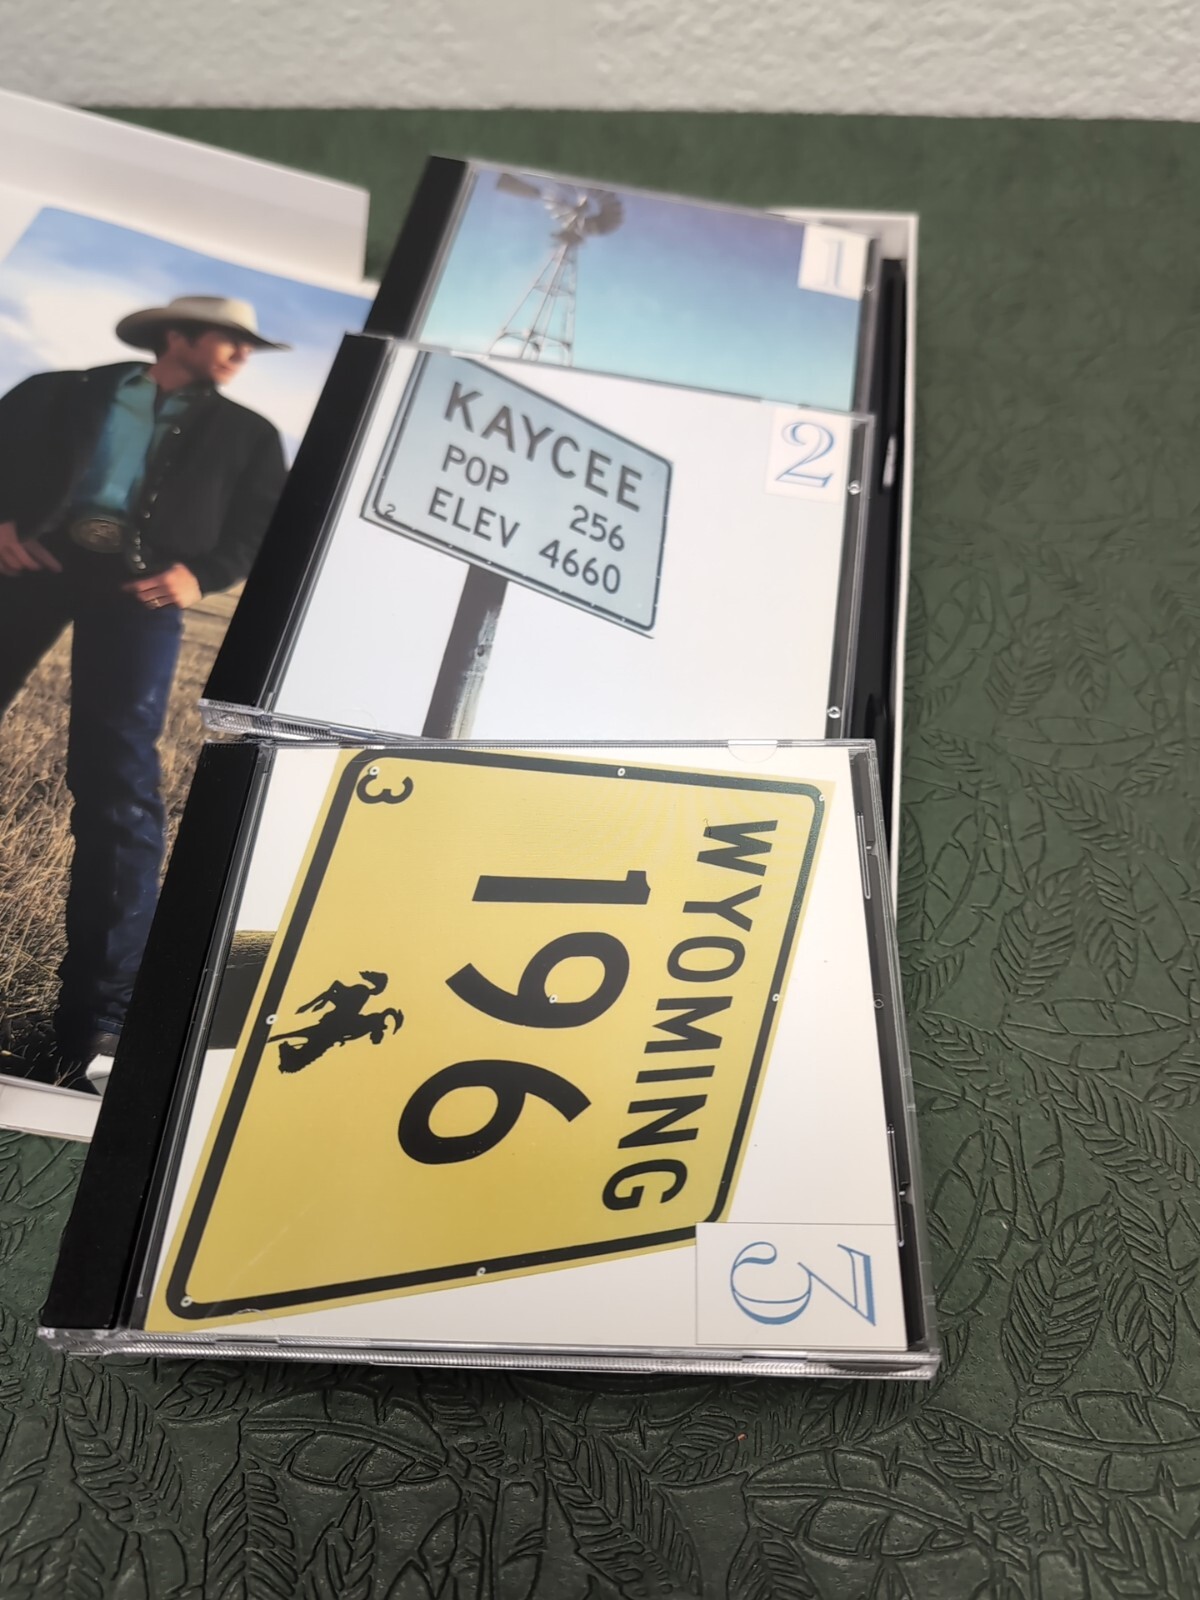 1
KAYCEE
POP 256
ELEV 4660
2
2
WYOMING
196
3
3